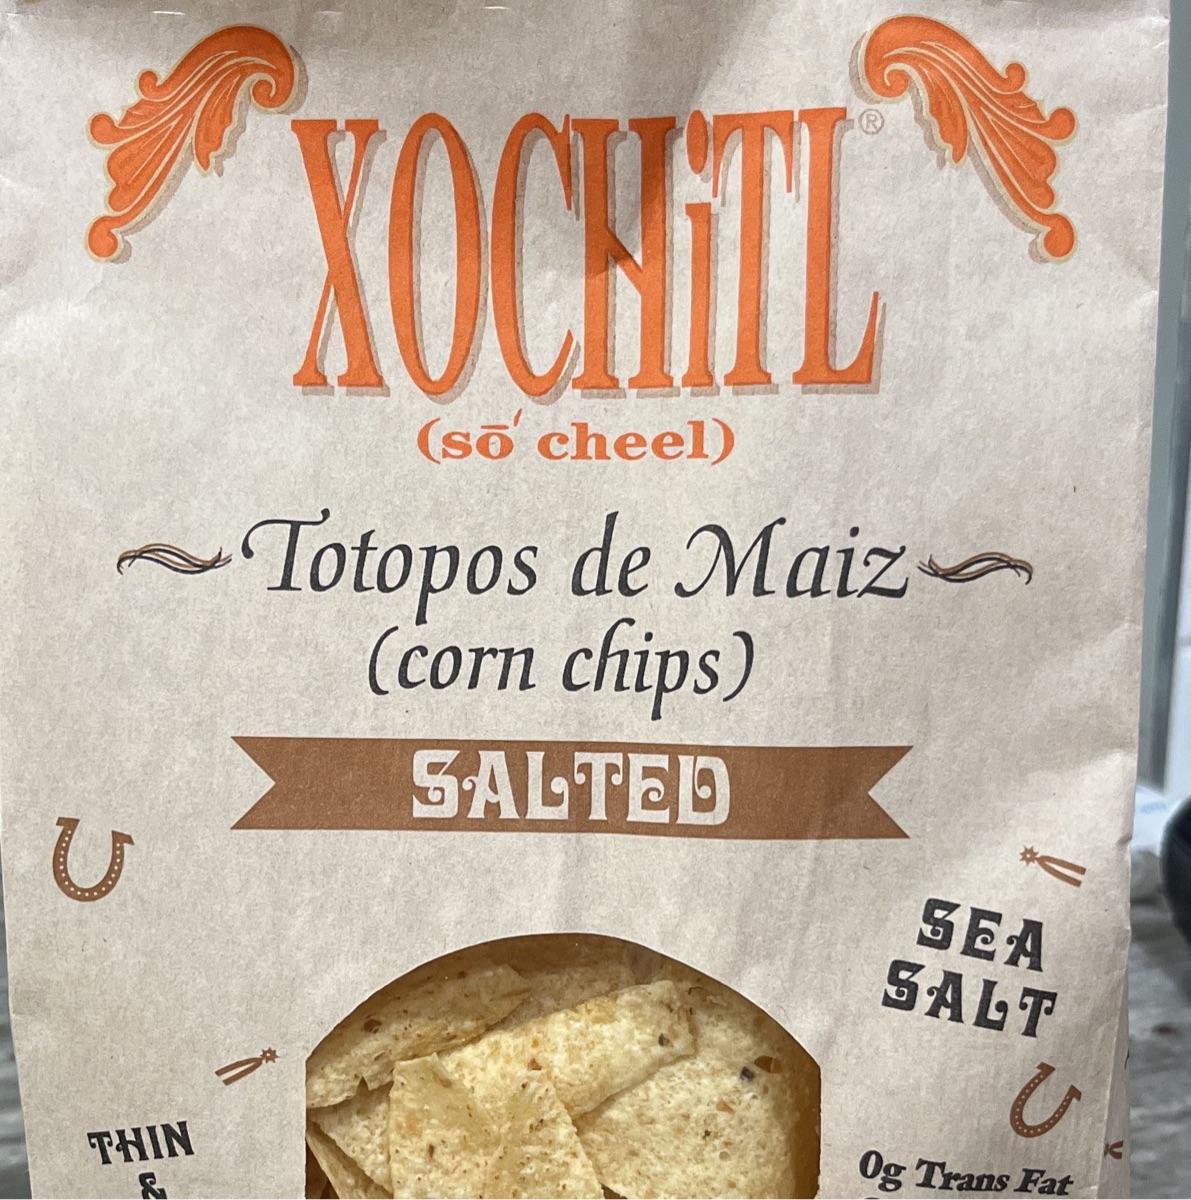 XOCHiTL®
(sō' cheel)
Totopos de Maiz
(corn chips)
SALTED
SEA
SALT
THIN
&
0g Trans Fat